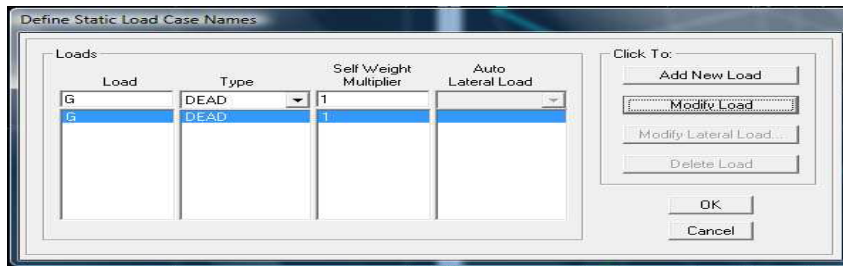 Define Static Load Case Names
Loads
Load Type Self Weight Multiplier Auto Lateral Load
G DEAD 1
G DEAD 1
Click To:
Add New Load
Modify Load
Modify Lateral Load...
Delete Load
OK
Cancel